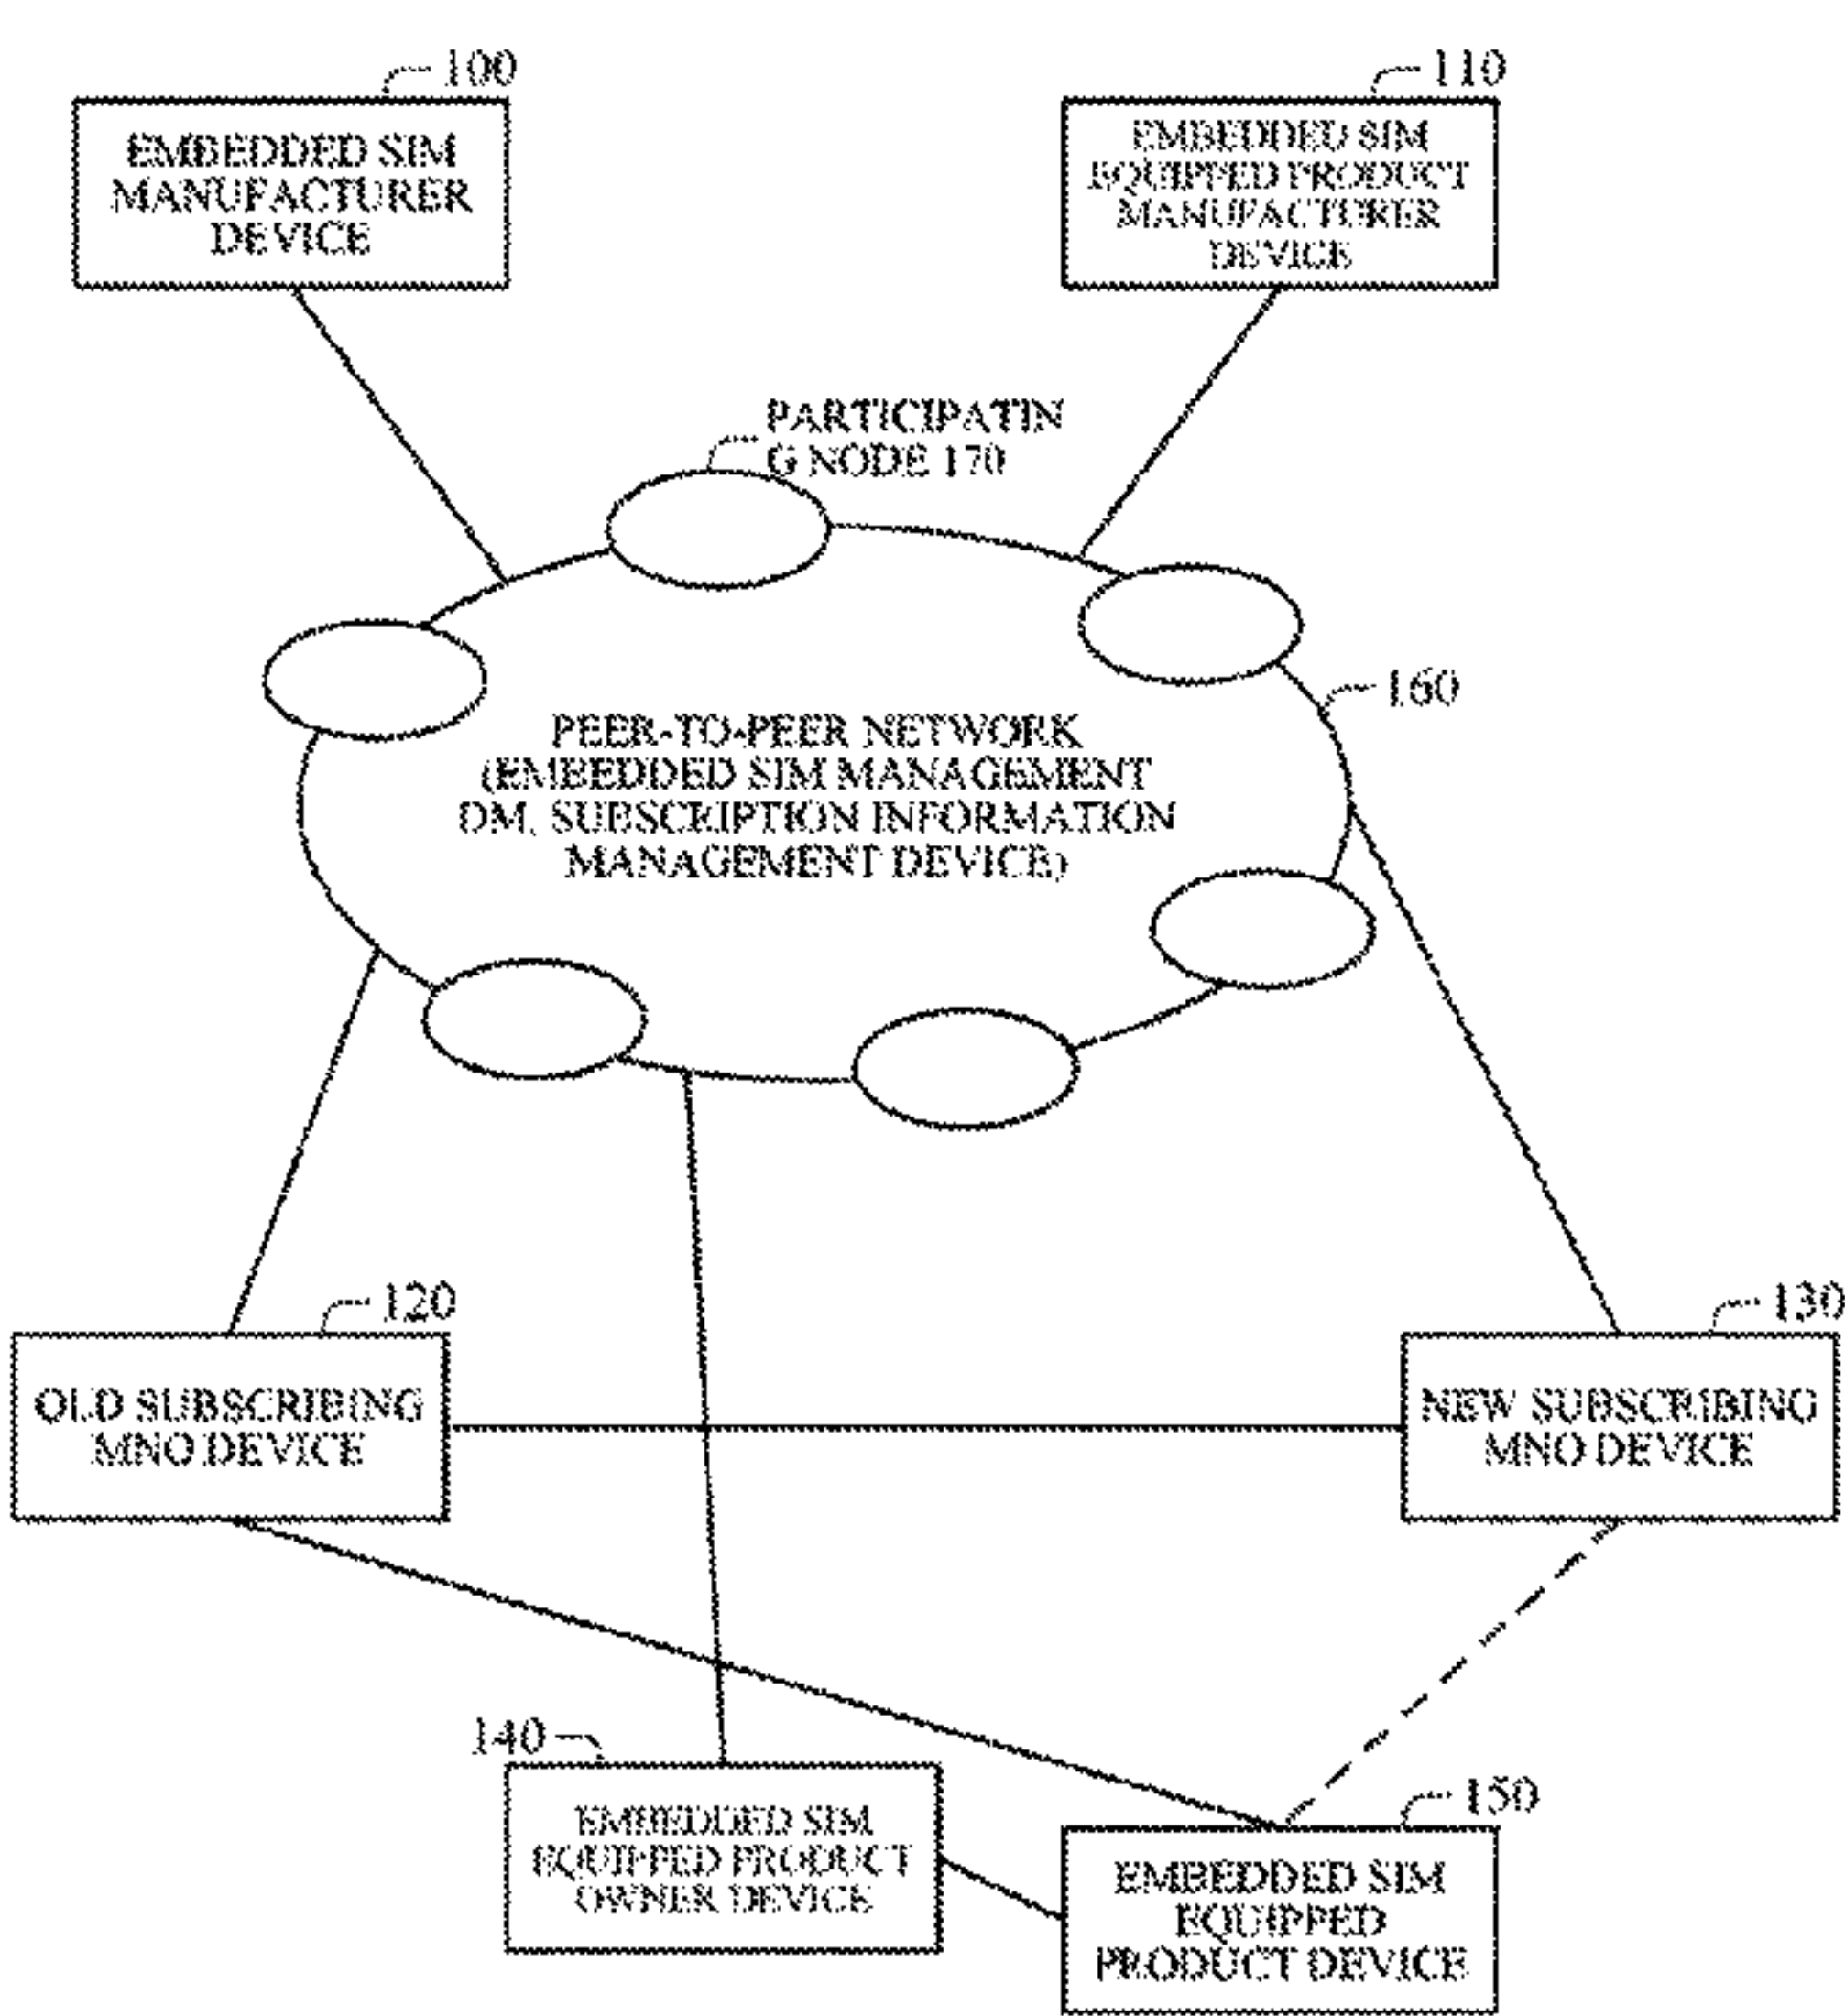 100
EMBEDDED SIM
MANUFACTURER
DEVICE
110
EMBEDDED SIM
EQUIPPED PRODUCT
MANUFACTURER
DEVICE
PARTICIPATIN
G NODE 170
160
PEER-TO-PEER NETWORK
(EMBEDDED SIM MANAGEMENT
DM, SUBSCRIPTION INFORMATION
MANAGEMENT DEVICE)
120
OLD SUBSCRIBING
MNO DEVICE
130
NEW SUBSCRIBING
MNO DEVICE
140
EMBEDDED SIM
EQUIPPED PRODUCT
OWNER DEVICE
150
EMBEDDED SIM
EQUIPPED
PRODUCT DEVICE